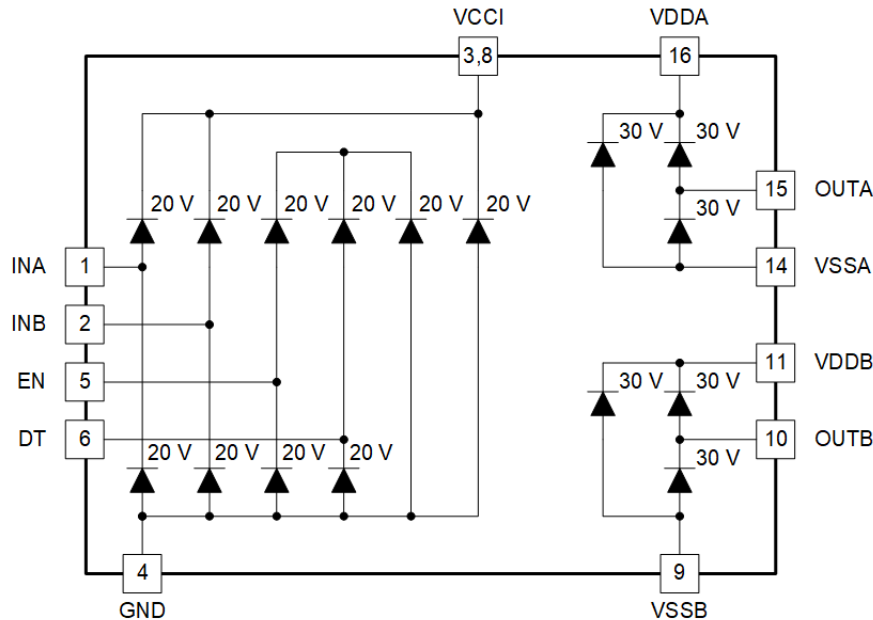 VCCI VDDA
3,8 16
30 V 30 V
20 V 20 V 20 V 20 V 20 V 20 V
15 OUTA
30 V
INA 1
14 VSSA
INB 2
11 VDDB
EN 5
30 V 30 V
DT 6
10 OUTB
20 V 20 V 20 V 20 V
30 V
4 9
GND VSSB